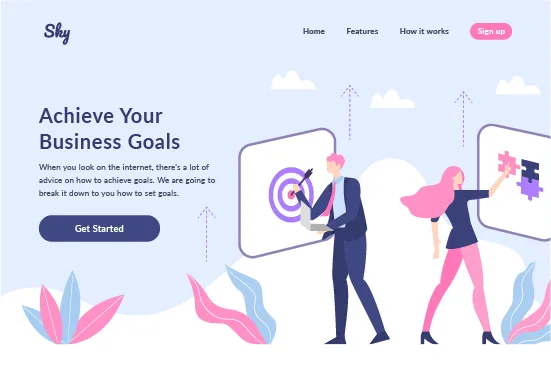 Sky
Home Features How it works Sign up
Achieve Your
Business Goals
When you look on the internet, there's a lot of
advice on how to achieve goals. We are going to
break it down to you how to set goals.
Get Started